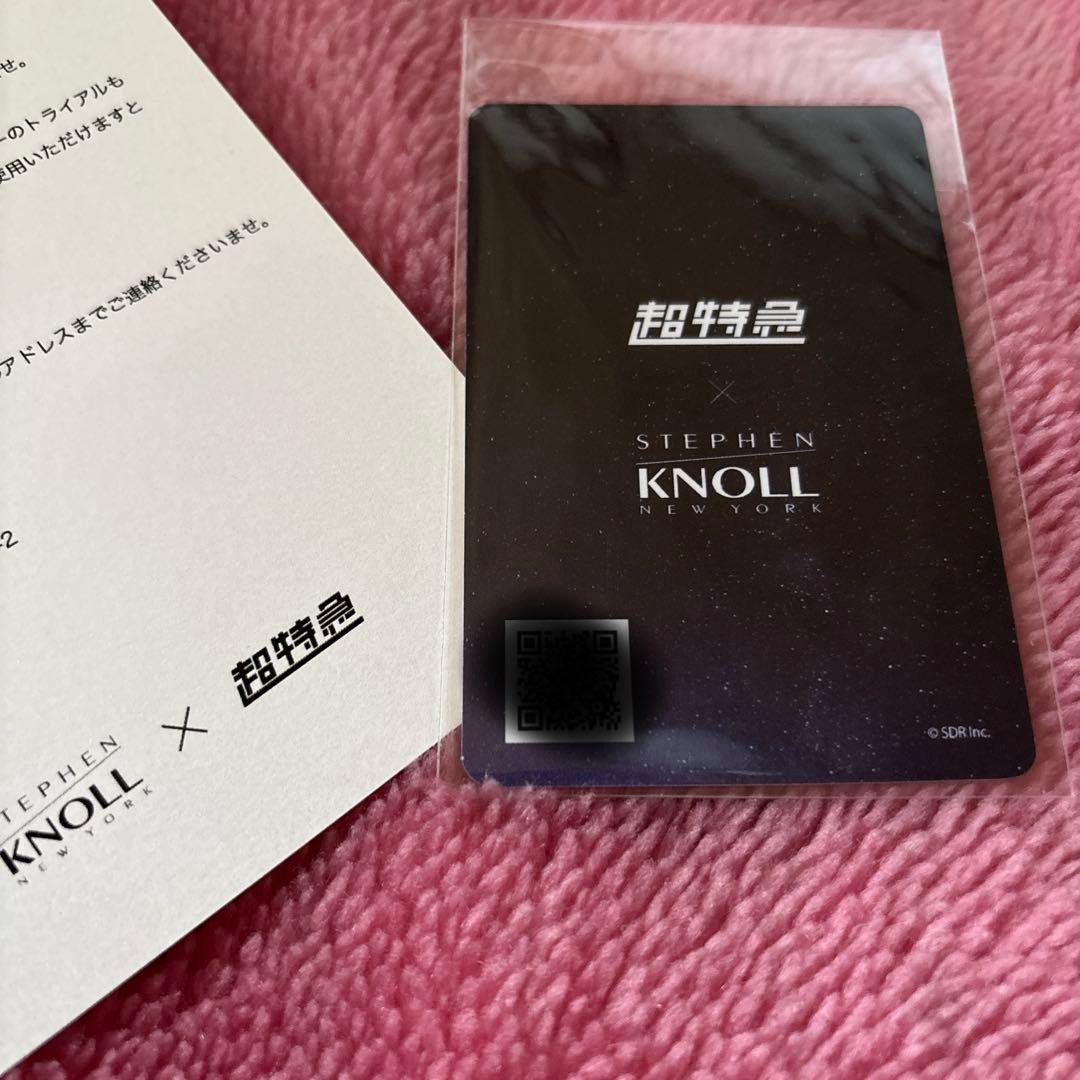 せ。
ーのトライアルも
使用いただけますと
アドレスまでご連絡くださいませ。
2
超特急
×
STEPHEN
KNOLL
NEW YORK
超特急
×
STEPHEN
KNOLL
NEW YORK
© SDR Inc.